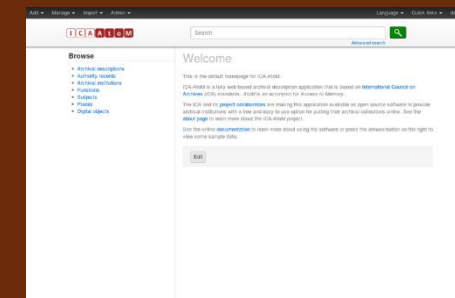 Add Manage Import Admin Language Quick links
ICA AtoM
Search
Advanced search
Browse
Archival descriptions
Authority records
Archival institutions
Functions
Subjects
Places
Digital objects
Welcome
This is the default homepage for ICA-AtoM.
ICA-AtoM is a fully web based archival description application that is based on International Council on
Archives (ICA) standards. AtoM is an acronym for Access to Memory.
The ICA and its project collaborators are making this application available as open source software to provide
archival institutions with a free and easy to use option for putting their archival collections online. See the
about page to learn more about the ICA-AtoM project.
See the online documentation to learn more about using this software or press the Browse button on the right to
view some sample data.
Edit